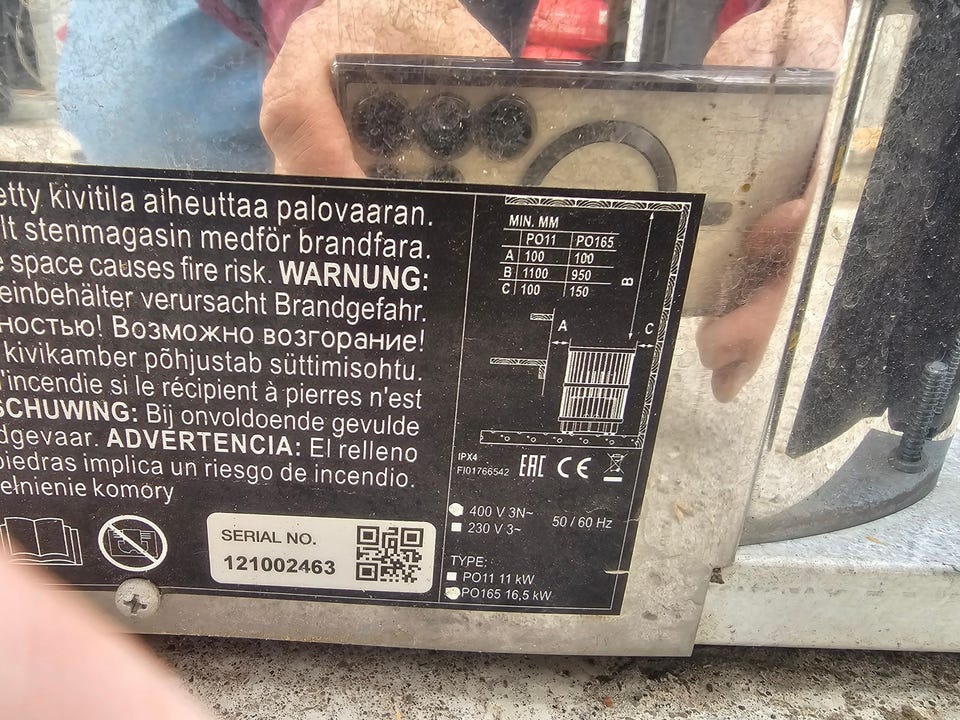 etty kivitila aiheuttaa palovaaran.
lt stenmagasin medför brandfara.
e space causes fire risk. WARNUNG:
einbehälter verursacht Brandgefahr.
ностью! Возможно возгорание!
kivikamber põhjustab süttimisohtu.
l'incendie si le récipient à pierres n'est
SCHUWING: Bij onvoldoende gevulde
dgevaar. ADVERTENCIA: El relleno
piedras implica un riesgo de incendio.
ełnienie komory
SERIAL NO.
121002463
MIN. MM
PO11 PO165
A 100 100
B 1100 950
C 100 150
B
A C
IPX4
FI01766542
EAC CE
400 V 3N~
230 V 3~
50 / 60 Hz
TYPE:
PO11 11 kW
PO165 16,5 kW